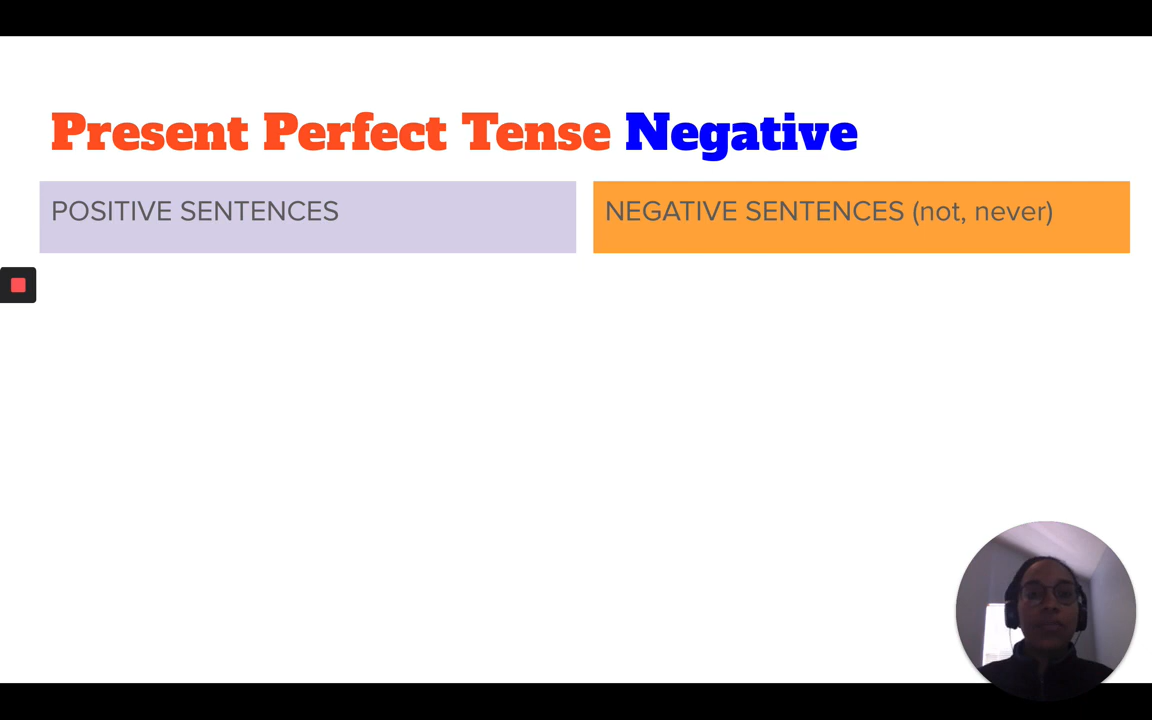 Present Perfect Tense Negative
POSITIVE SENTENCES
NEGATIVE SENTENCES (not, never)